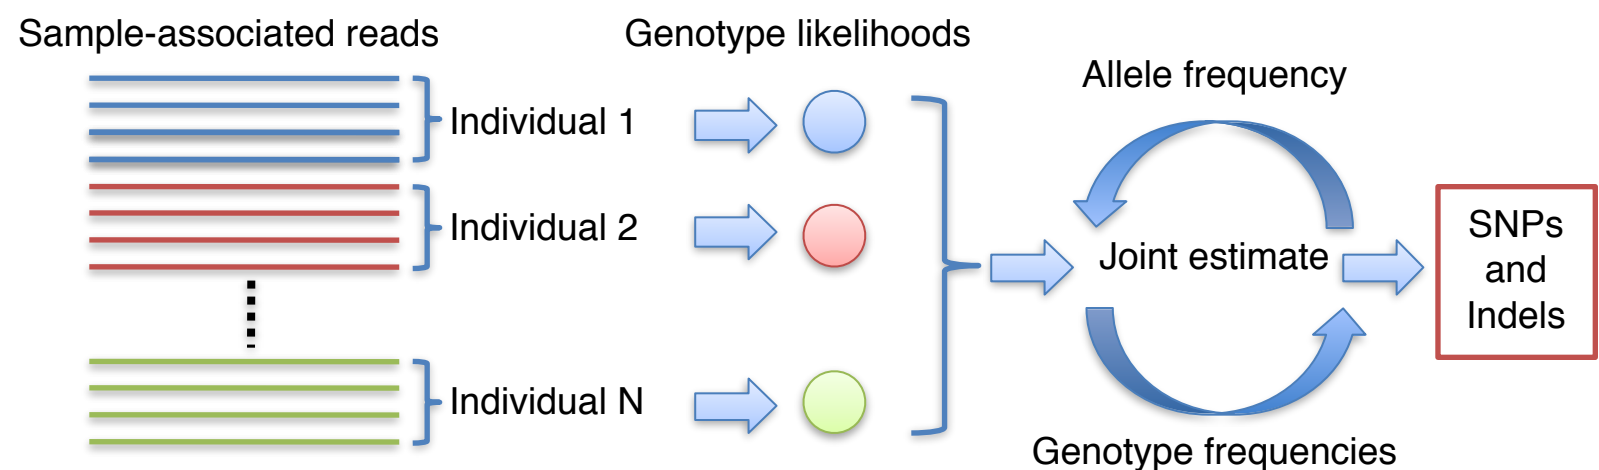 Sample-associated reads
Genotype likelihoods
Allele frequency
Individual 1
Individual 2
Individual N
Joint estimate
Genotype frequencies
SNPs
and
Indels